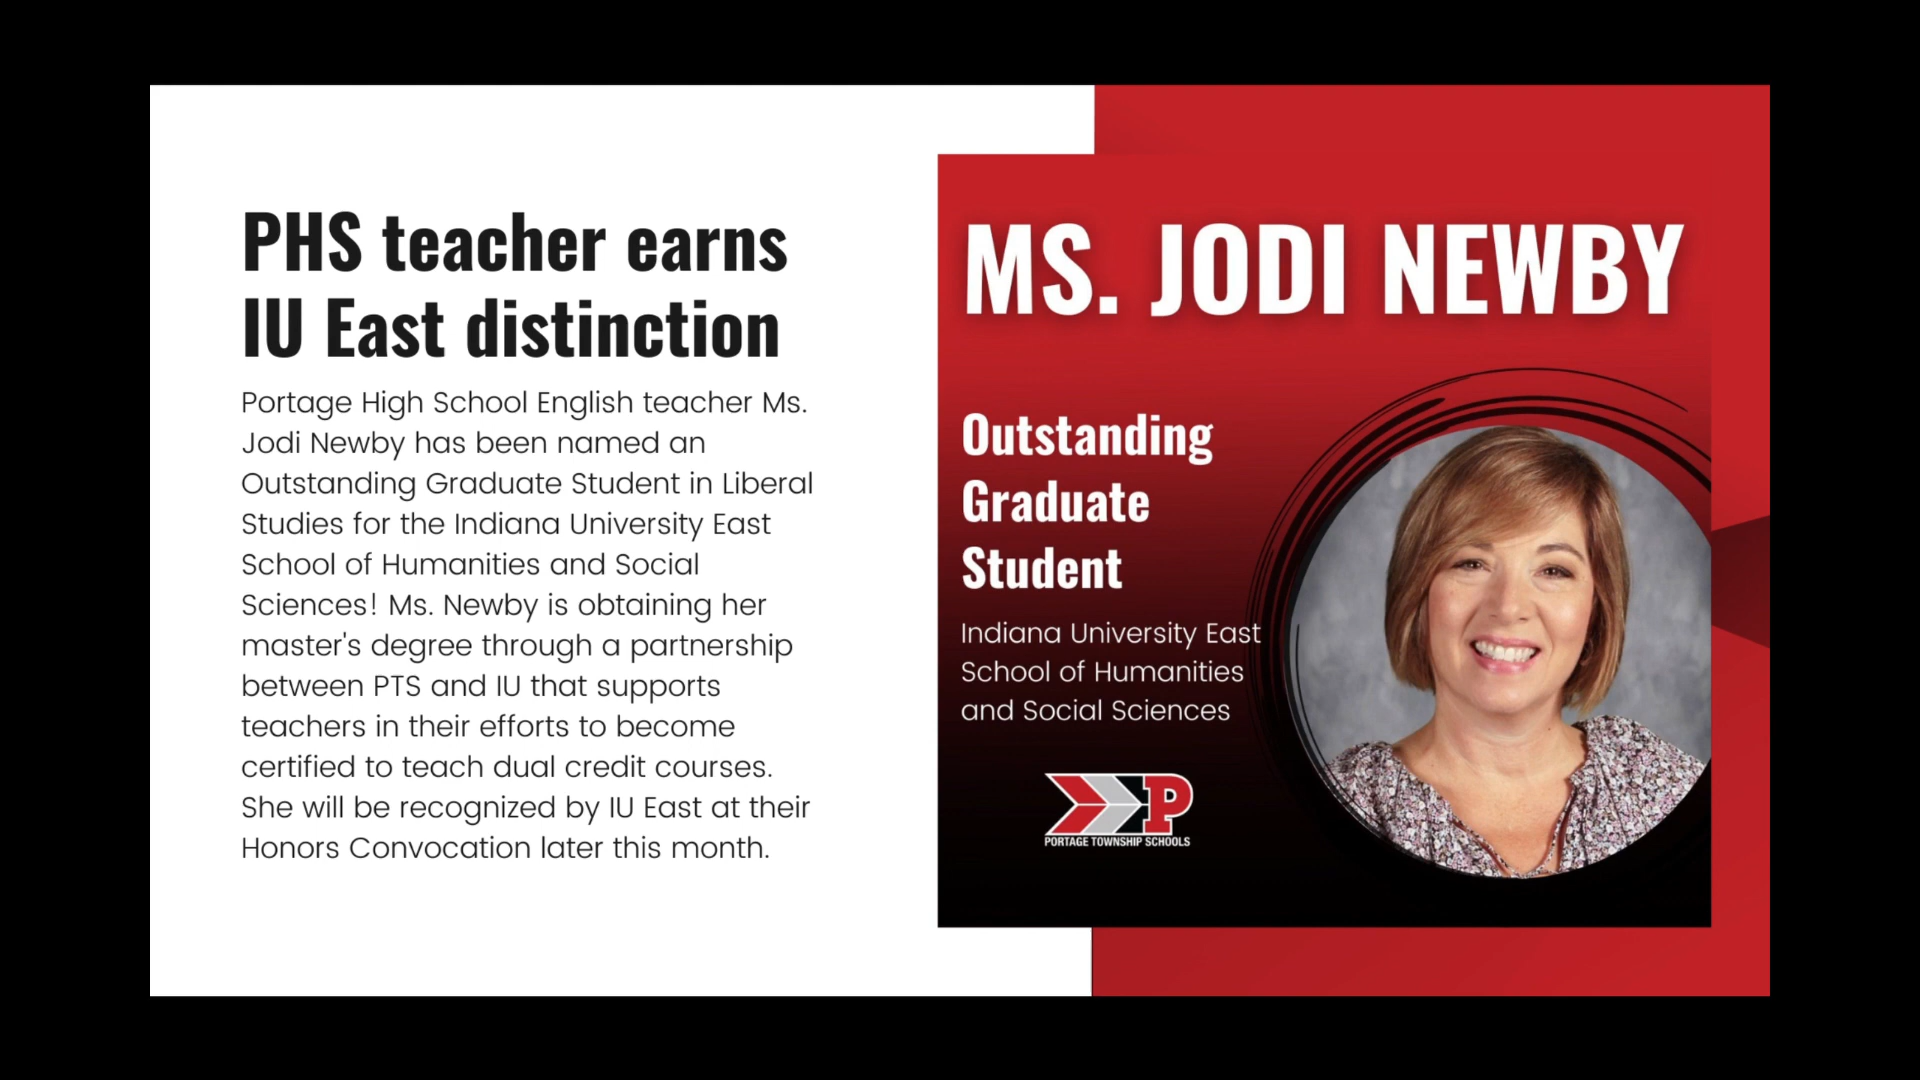 PHS teacher earns
IU East distinction
Portage High School English teacher Ms.
Jodi Newby has been named an
Outstanding Graduate Student in Liberal
Studies for the Indiana University East
School of Humanities and Social
Sciences! Ms. Newby is obtaining her
master's degree through a partnership
between PTS and IU that supports
teachers in their efforts to become
certified to teach dual credit courses.
She will be recognized by IU East at their
Honors Convocation later this month.
MS. JODI NEWBY
Outstanding
Graduate
Student
Indiana University East
School of Humanities
and Social Sciences
P
PORTAGE TOWNSHIP SCHOOLS